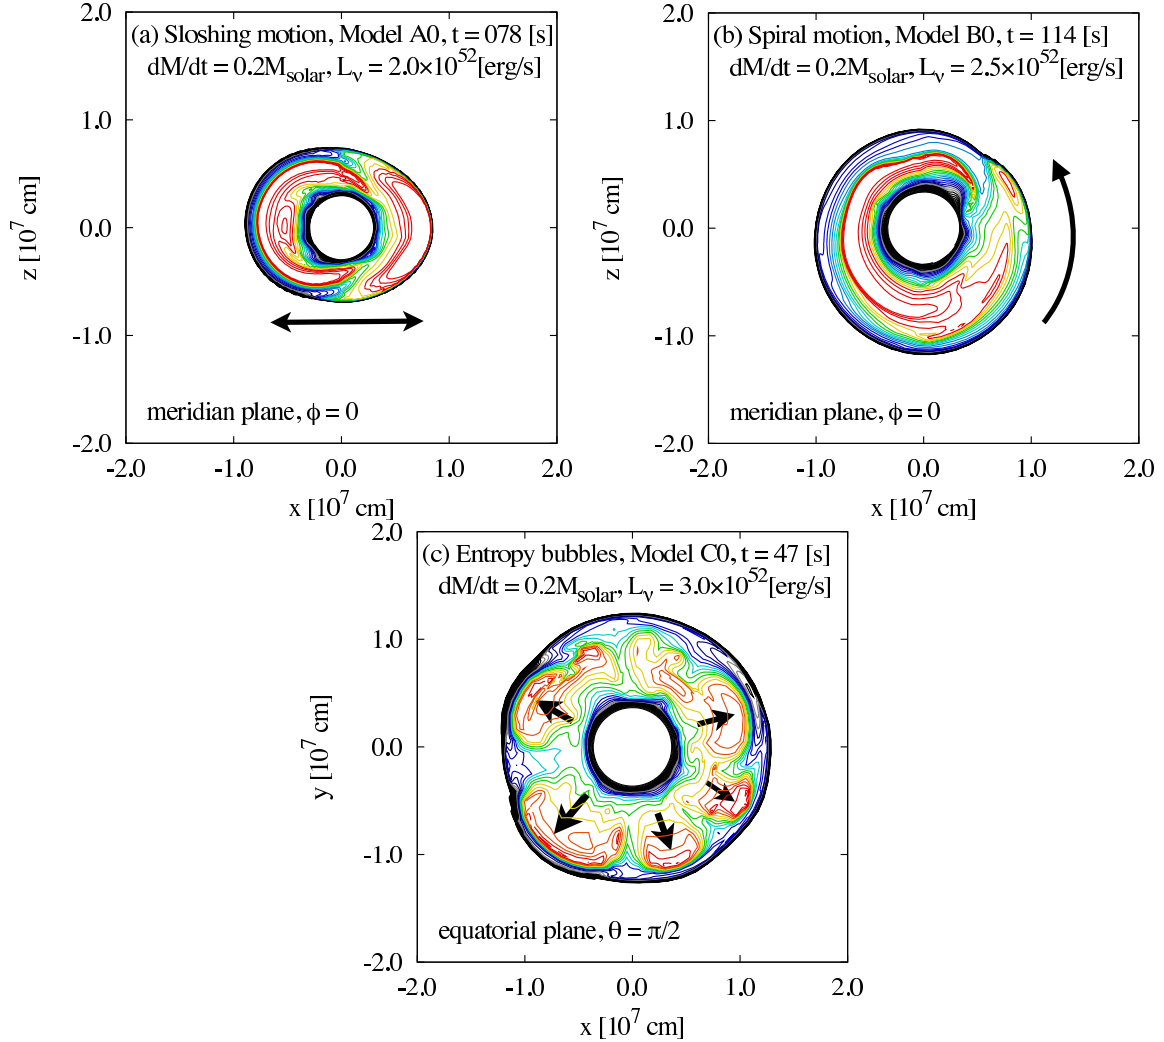 (a) Sloshing motion, Model A0, t = 078 [s]
dM/dt = 0.2M_solar, L_ν = 2.0×10^52[erg/s]
2.0
1.0
0.0
-1.0
-2.0
z [10^7 cm]
meridian plane, ϕ = 0
-2.0 -1.0 0.0 1.0 2.0
x [10^7 cm]
(b) Spiral motion, Model B0, t = 114 [s]
dM/dt = 0.2M_solar, L_ν = 2.5×10^52[erg/s]
2.0
1.0
0.0
-1.0
-2.0
z [10^7 cm]
meridian plane, ϕ = 0
-2.0 -1.0 0.0 1.0 2.0
x [10^7 cm]
(c) Entropy bubbles, Model C0, t = 47 [s]
dM/dt = 0.2M_solar, L_ν = 3.0×10^52[erg/s]
2.0
1.0
0.0
-1.0
-2.0
y [10^7 cm]
equatorial plane, θ = π/2
-2.0 -1.0 0.0 1.0 2.0
x [10^7 cm]